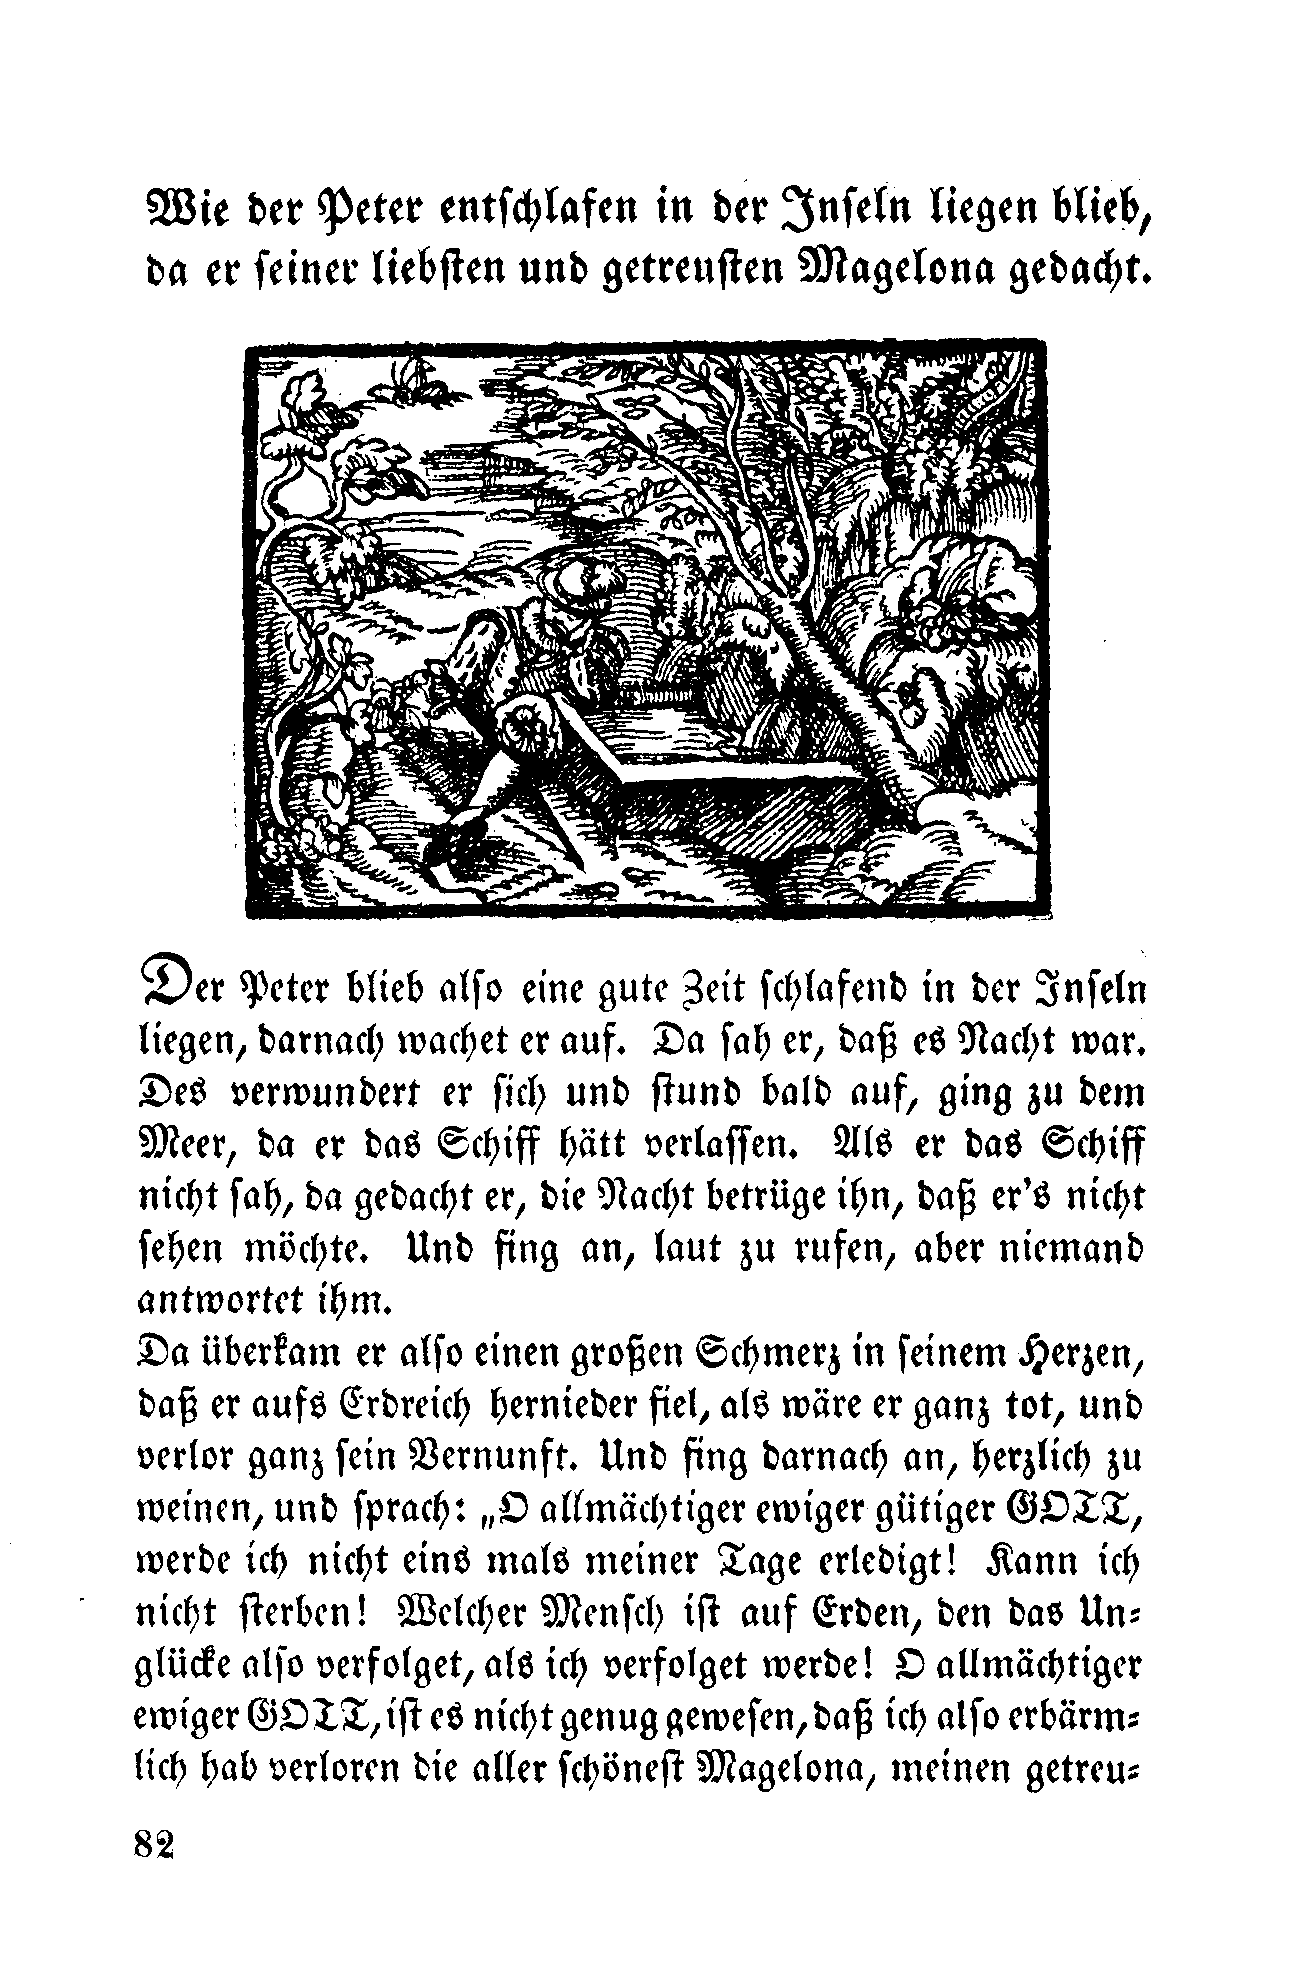 Wie der Peter entschlafen in der Inseln liegen blieb,
da er seiner liebsten und getreusten Magelona gedacht.
Der Peter blieb also eine gute Zeit schlafend in der Inseln
liegen, darnach wachet er auf. Da sah er, daß es Nacht war.
Des verwundert er sich und stund bald auf, ging zu dem
Meer, da er das Schiff hätt verlassen. Als er das Schiff
nicht sah, da gedacht er, die Nacht betrüge ihn, daß er's nicht
sehen möchte. Und fing an, laut zu rufen, aber niemand
antwortet ihm.
Da überkam er also einen großen Schmerz in seinem Herzen,
daß er aufs Erdreich hernieder fiel, als wäre er ganz tot, und
verlor ganz sein Vernunft. Und fing darnach an, herzlich zu
weinen, und sprach: „O allmächtiger ewiger gütiger GOTT,
werde ich nicht eins mals meiner Tage erledigt! Kann ich
nicht sterben! Welcher Mensch ist auf Erden, den das Un-
glücke also verfolget, als ich verfolget werde! O allmächtiger
ewiger GOTT, ist es nicht genug gewesen, daß ich also erbärm-
lich hab verloren die aller schönest Magelona, meinen getreu-
82